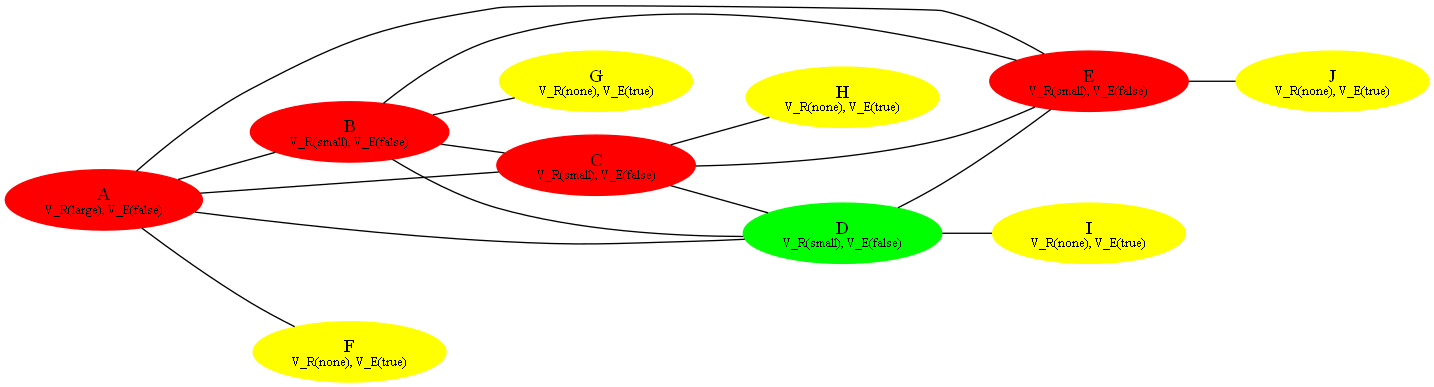 E
V_R(small), V_E(false)
J
V_R(none), V_E(true)
G
V_R(none), V_E(true)
H
V_R(none), V_E(true)
B
V_R(small), V_E(false)
C
V_R(small), V_E(false)
A
V_R(large), V_E(false)
D
V_R(small), V_E(false)
I
V_R(none), V_E(true)
F
V_R(none), V_E(true)